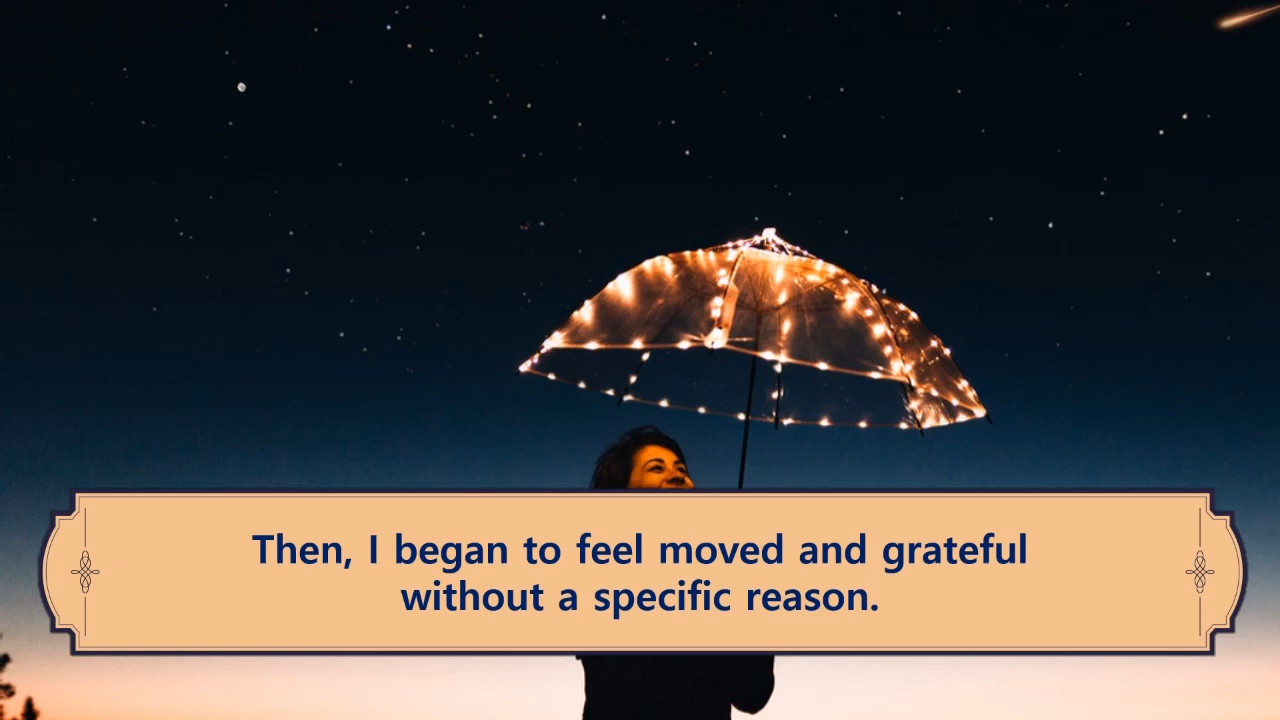 Then, I began to feel moved and grateful
without a specific reason.